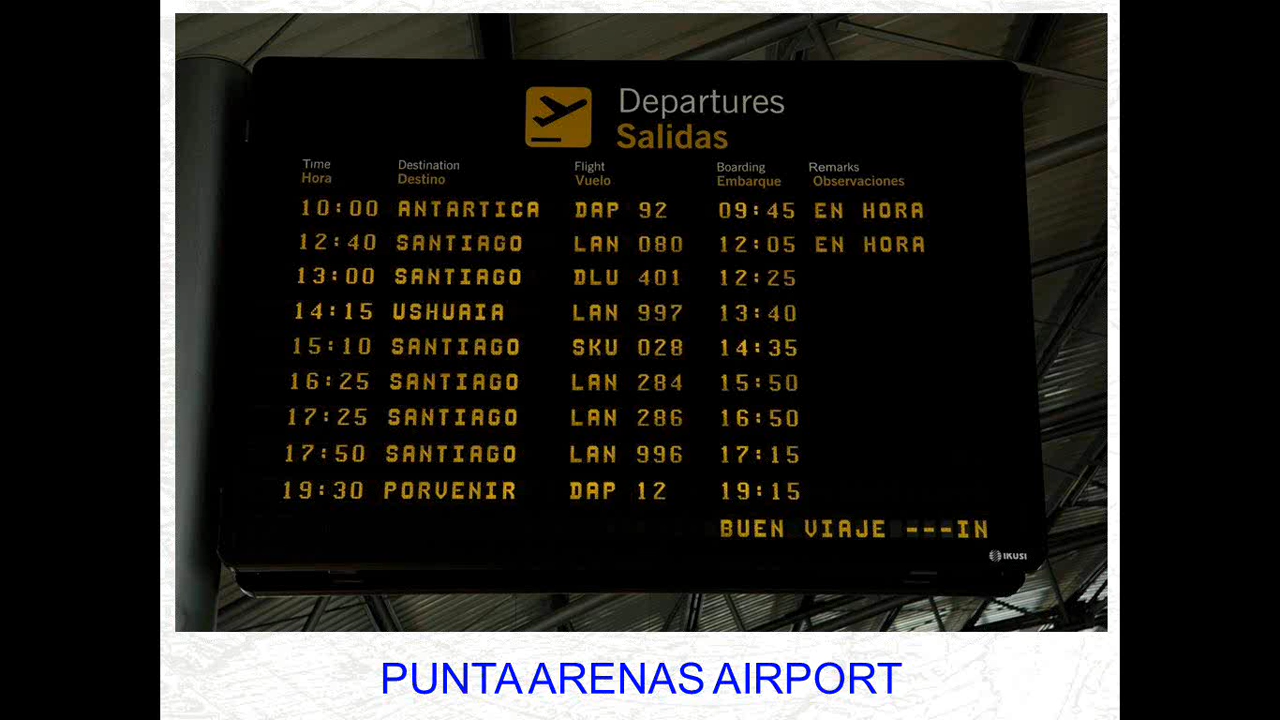 Departures
Salidas
Time Destination Flight Boarding Remarks
Hora Destino Vuelo Embarque Observaciones
10:00 ANTARTICA DAP 92 09:45 EN HORA
12:40 SANTIAGO LAN 080 12:05 EN HORA
13:00 SANTIAGO DLU 401 12:25
14:15 USHUAIA LAN 997 13:40
15:10 SANTIAGO SKU 028 14:35
16:25 SANTIAGO LAN 284 15:50
17:25 SANTIAGO LAN 286 16:50
17:50 SANTIAGO LAN 996 17:15
19:30 PORVENIR DAP 12 19:15
BUEN VIAJE ---IN
IKUSI
PUNTA ARENAS AIRPORT